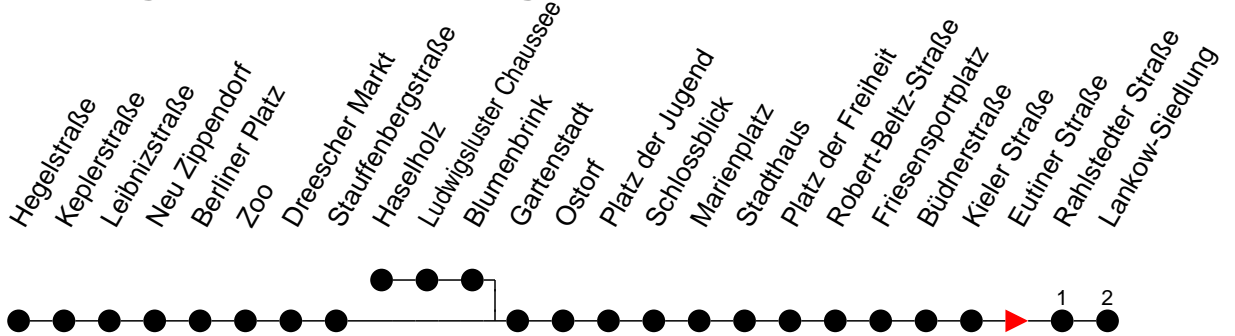 Hegelstraße
Keplerstraße
Leibnizstraße
Neu Zippendorf
Berliner Platz
Zoo
Dreescher Markt
Stauffenbergstraße
Haselholz
Ludwigsluster Chaussee
Blumenbrink
Gartenstadt
Ostorf
Platz der Jugend
Schlossblick
Marienplatz
Stadthaus
Platz der Freiheit
Robert-Beltz-Straße
Friesensportplatz
Büdnerstraße
Kieler Straße
Eutiner Straße
Rahlstedter Straße
Lankow-Siedlung
1
2